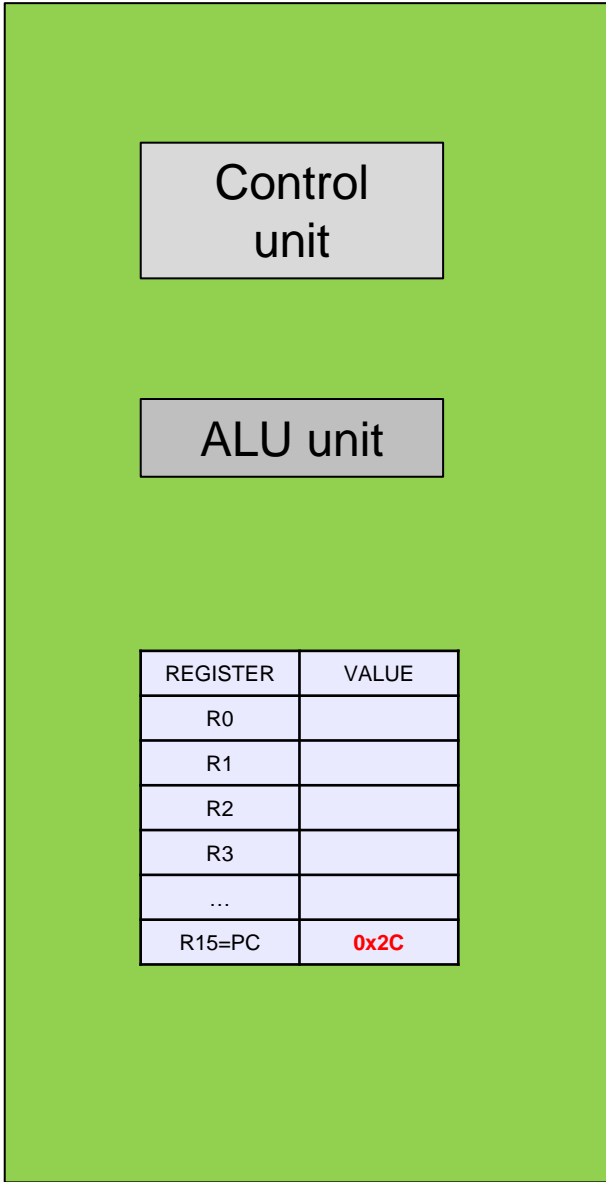 Control
unit
ALU unit
REGISTER VALUE
R0
R1
R2
R3
…
R15=PC 0x2C